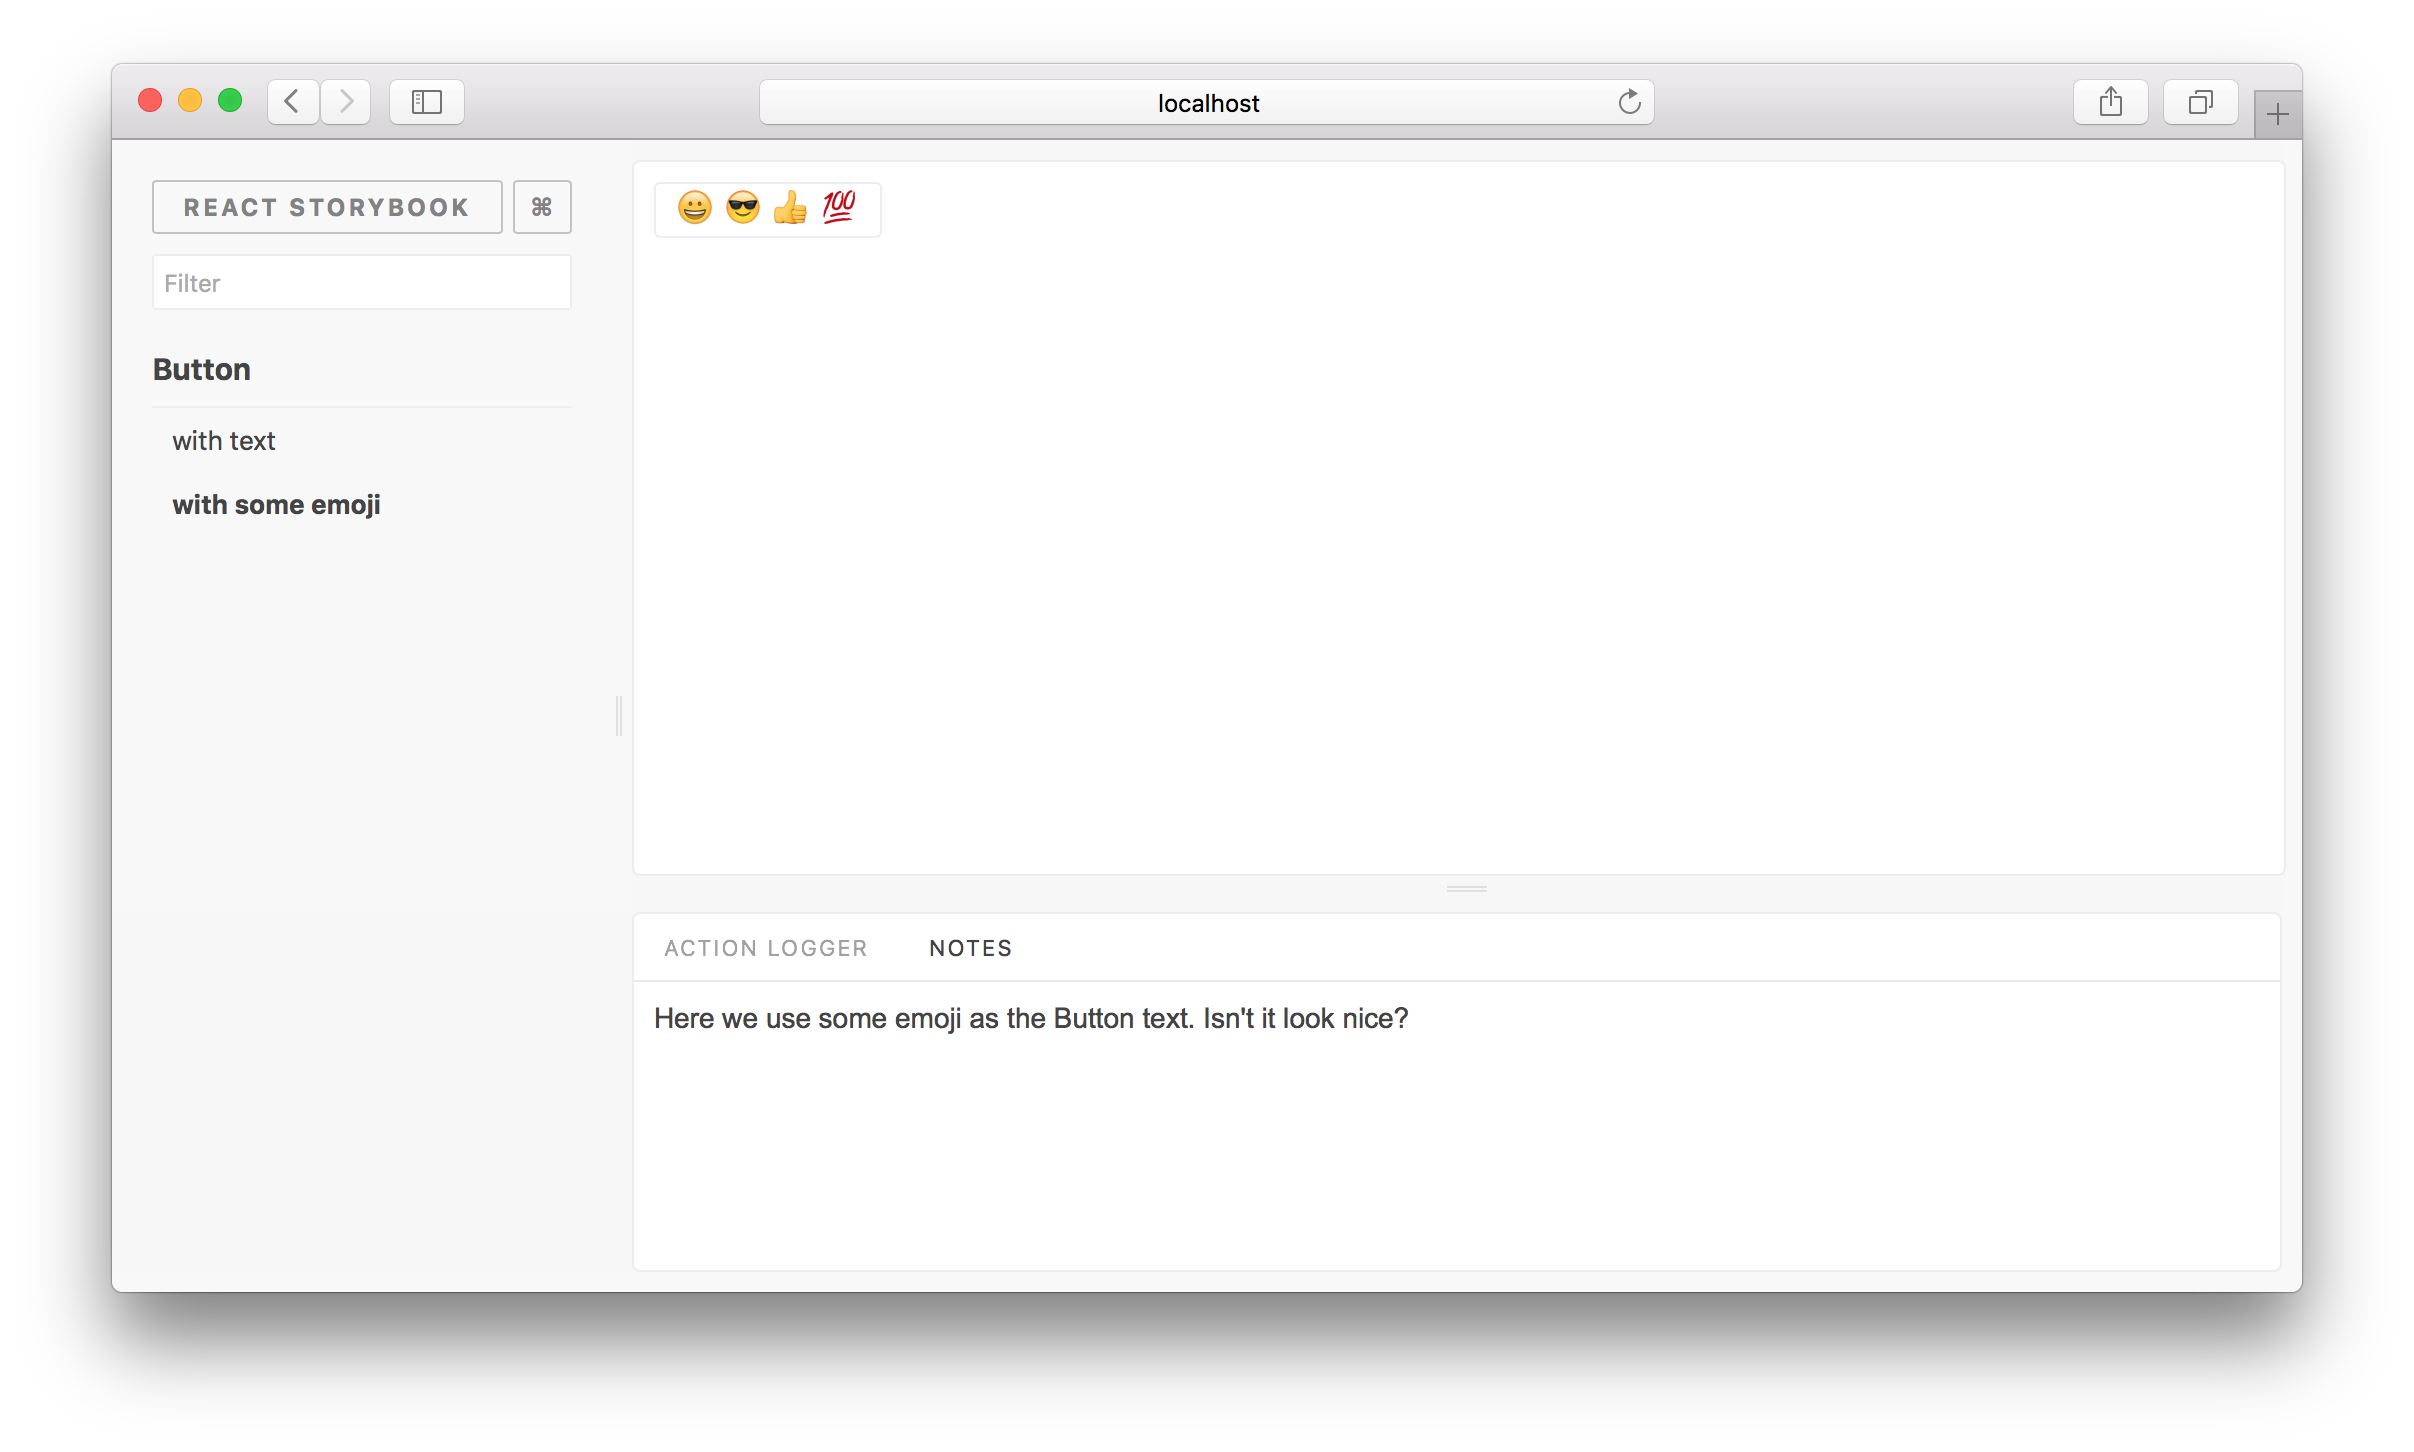 localhost
REACT STORYBOOK ⌘
Filter
Button
with text
with some emoji
😀 😎 👍 💯
ACTION LOGGER NOTES
Here we use some emoji as the Button text. Isn't it look nice?